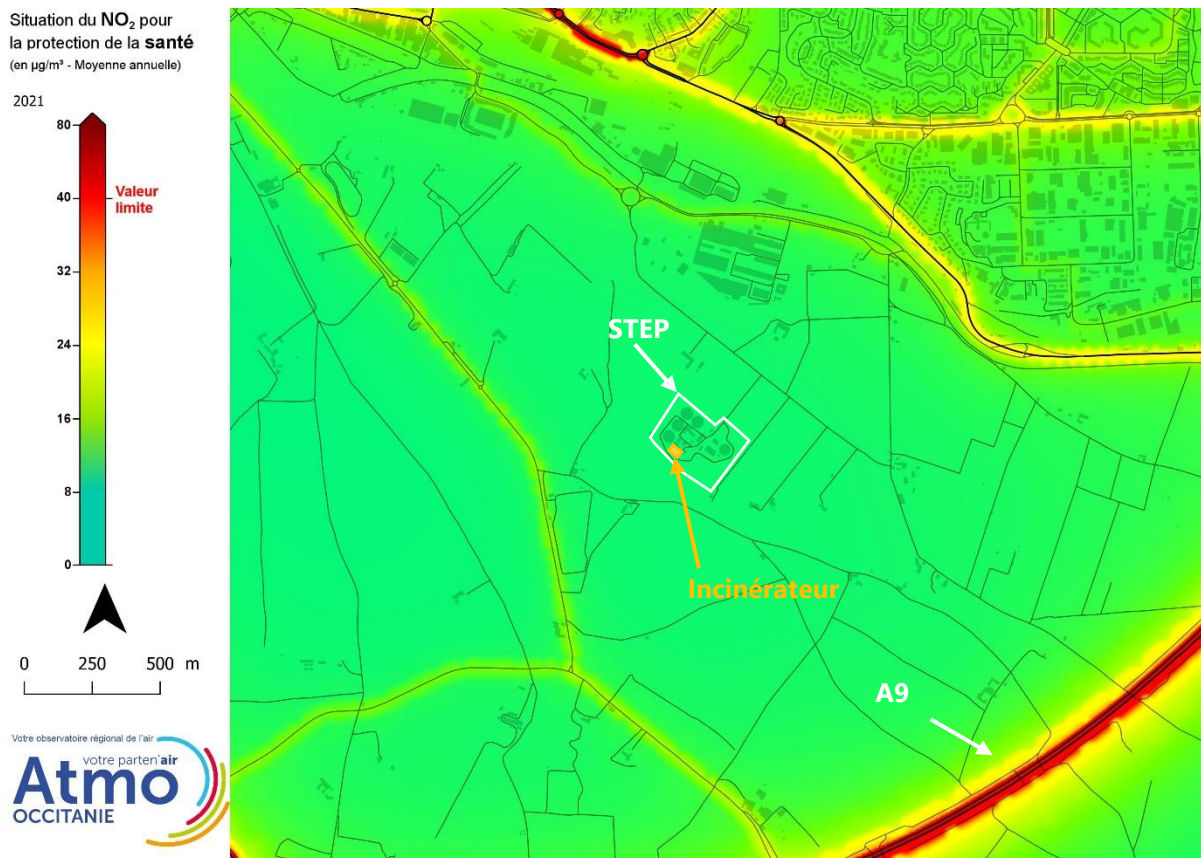 Situation du NO₂ pour
la protection de la santé
(en µg/m³ - Moyenne annuelle)
2021
80
40
Valeur
limite
32
24
16
8
0
0 250 500 m
Votre observatoire régional de l'air
votre parten'air
Atmo
OCCITANIE
STEP
Incinérateur
A9